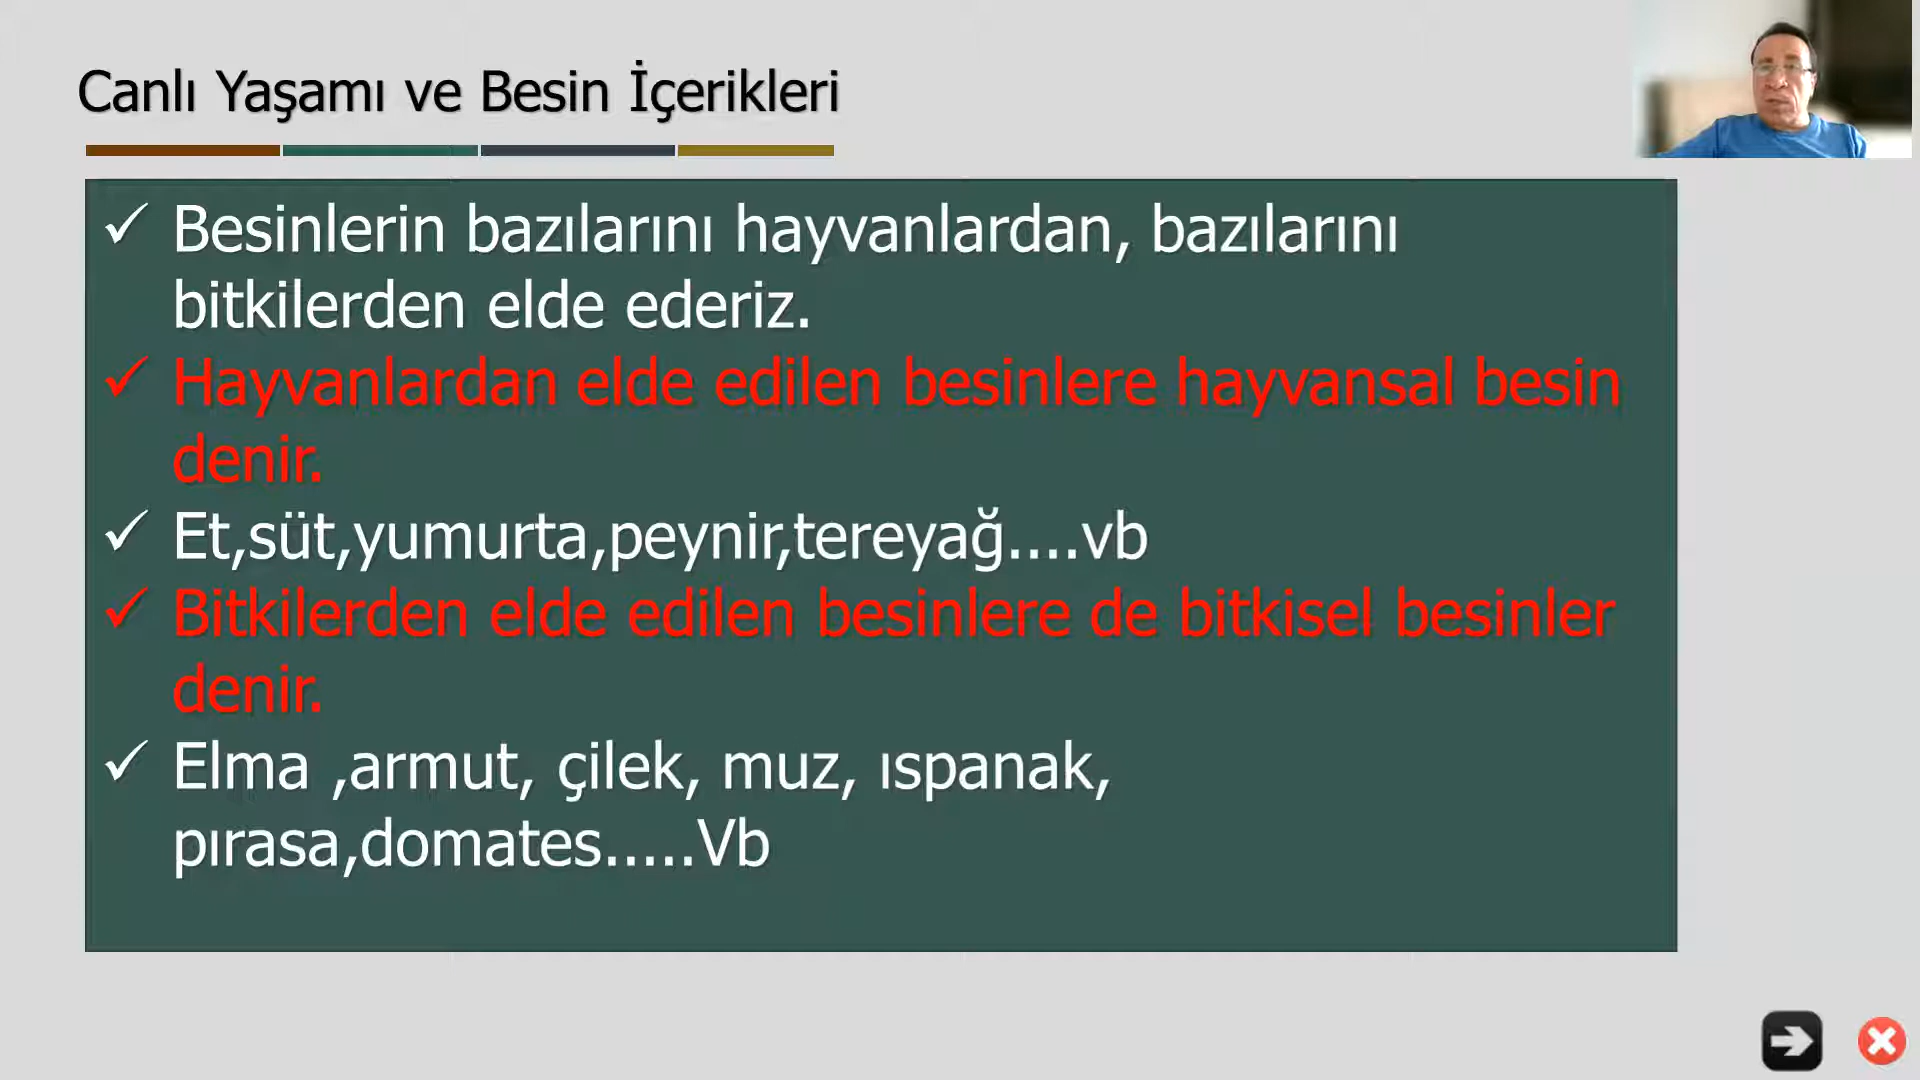 Canlı Yaşamı ve Besin İçerikleri
✓ Besinlerin bazılarını hayvanlardan, bazılarını
bitkilerden elde ederiz.
✓ Hayvanlardan elde edilen besinlere hayvansal besin
denir.
✓ Et,süt,yumurta,peynir,tereyağ....vb
✓ Bitkilerden elde edilen besinlere de bitkisel besinler
denir.
✓ Elma ,armut, çilek, muz, ıspanak,
pırasa,domates.....Vb